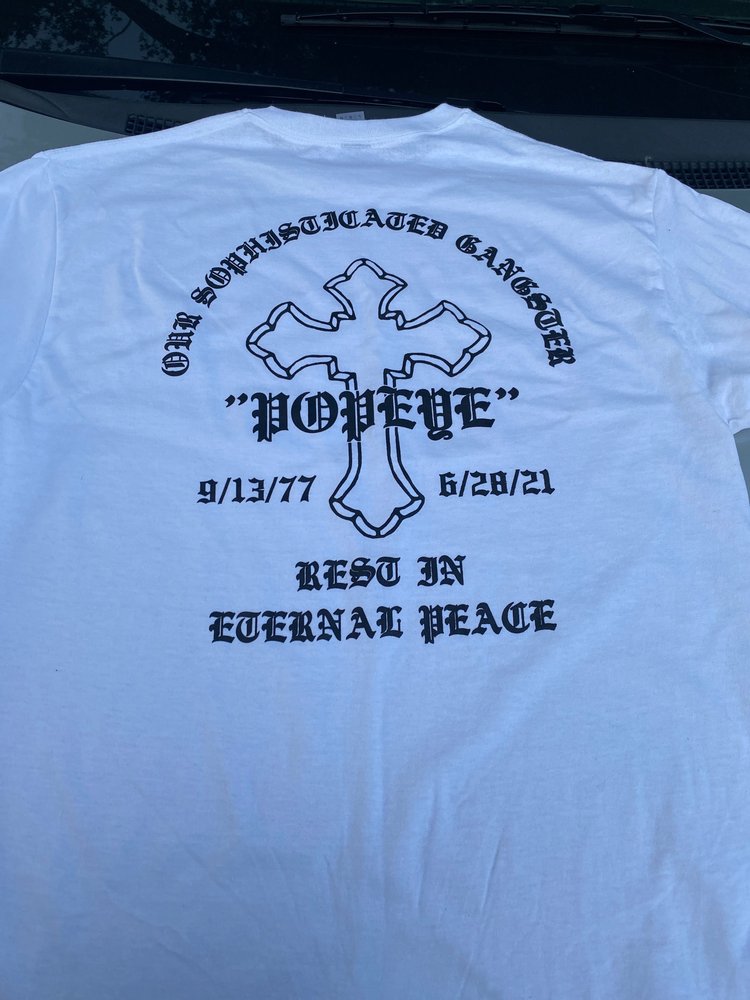 OUR SOPHISTICATED GANGSTER
"POPEYE"
9/13/77 6/28/21
REST IN
ETERNAL PEACE